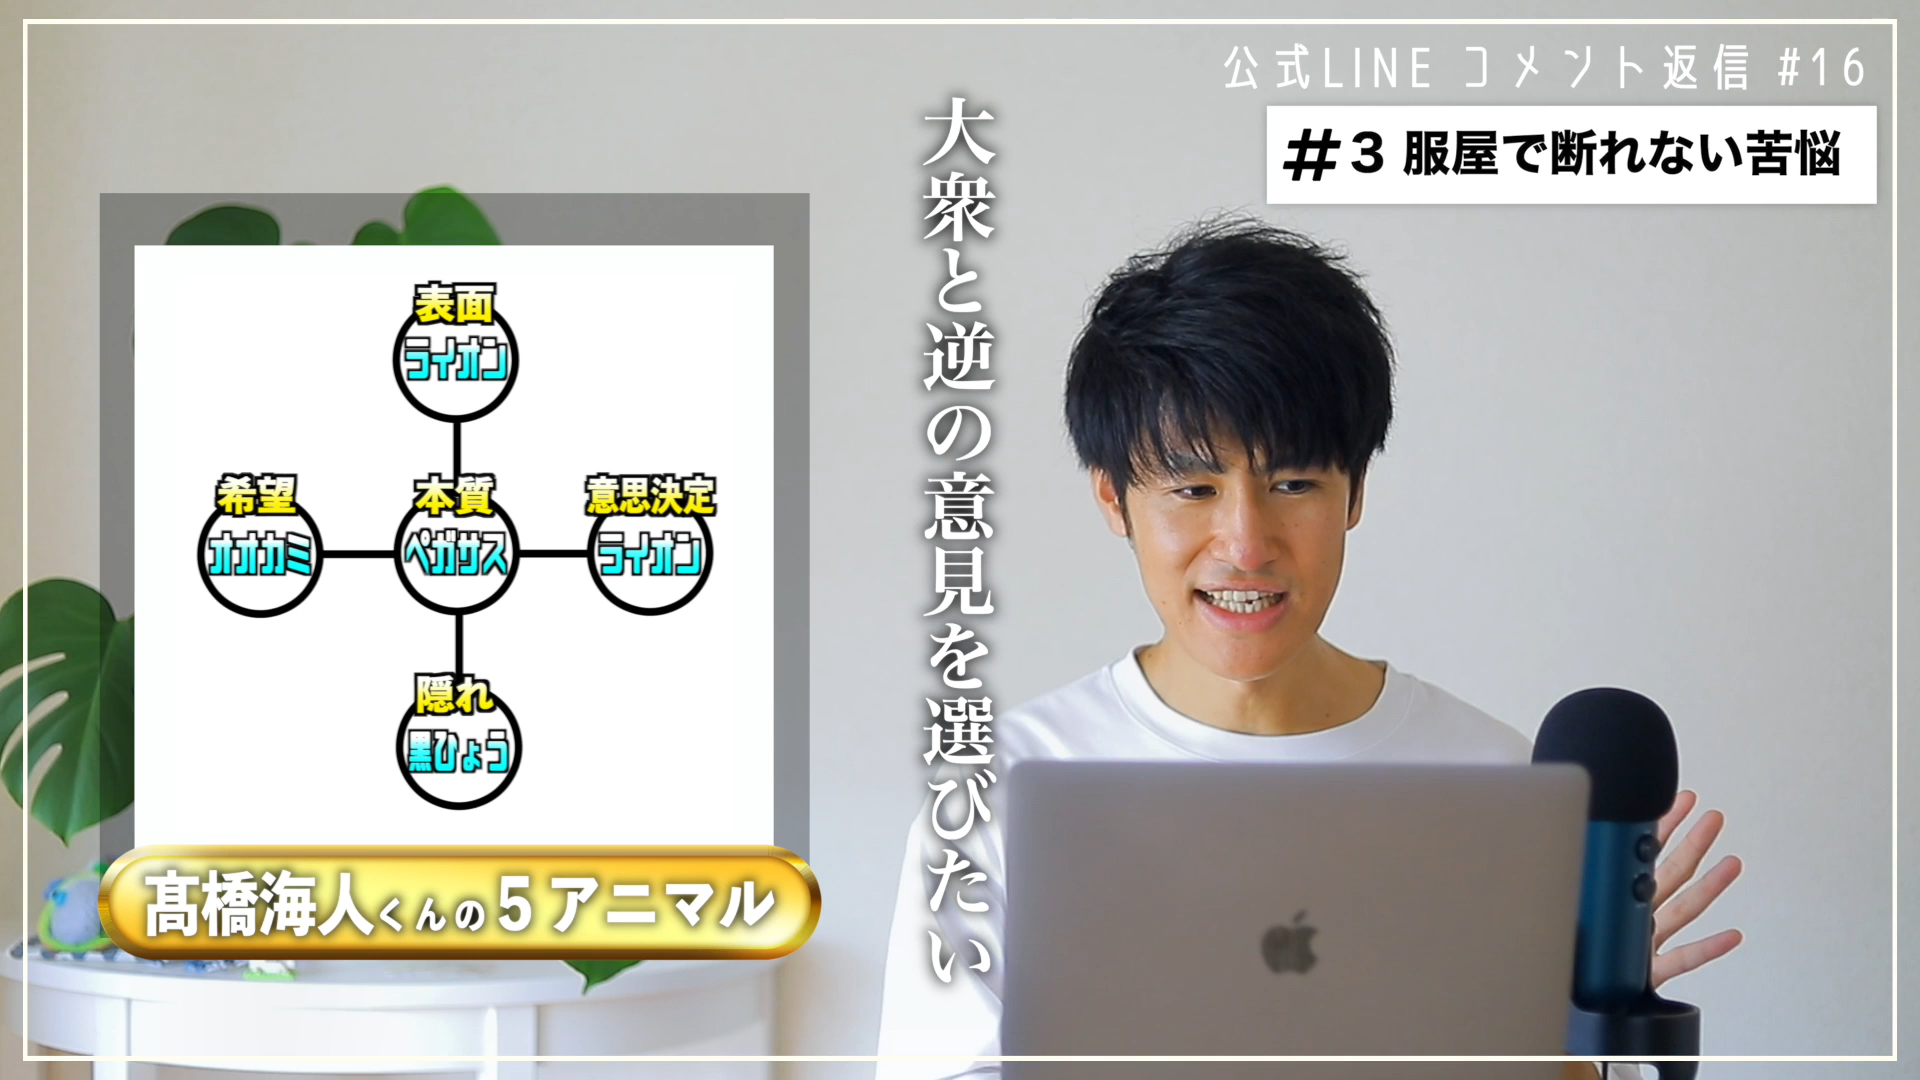 公式LINE コメント返信 #16
#3 服屋で断れない苦悩
大衆と逆の意見を選びたい
表面
ライオン
希望
オオカミ
本質
ペガサス
意思決定
ライオン
隠れ
黒ひょう
髙橋海人くんの5アニマル